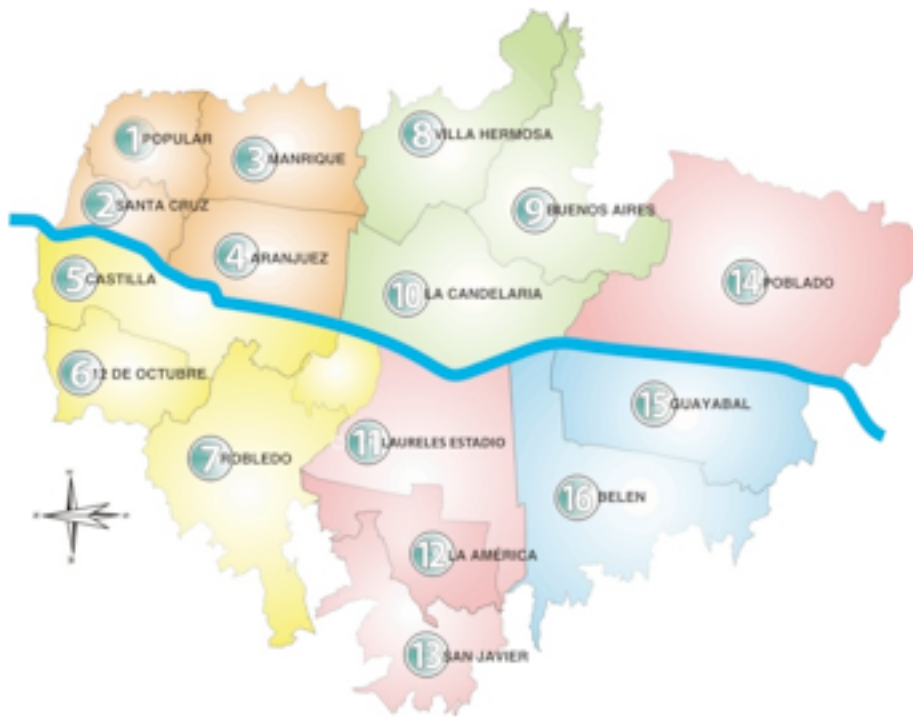 1 POPULAR
2 SANTA CRUZ
3 MANRIQUE
4 ARANJUEZ
5 CASTILLA
6 12 DE OCTUBRE
7 ROBLEDO
8 VILLA HERMOSA
9 BUENOS AIRES
10 LA CANDELARIA
11 LAURELES ESTADIO
12 LA AMÉRICA
13 SAN JAVIER
14 POBLADO
15 GUAYABAL
16 BELEN